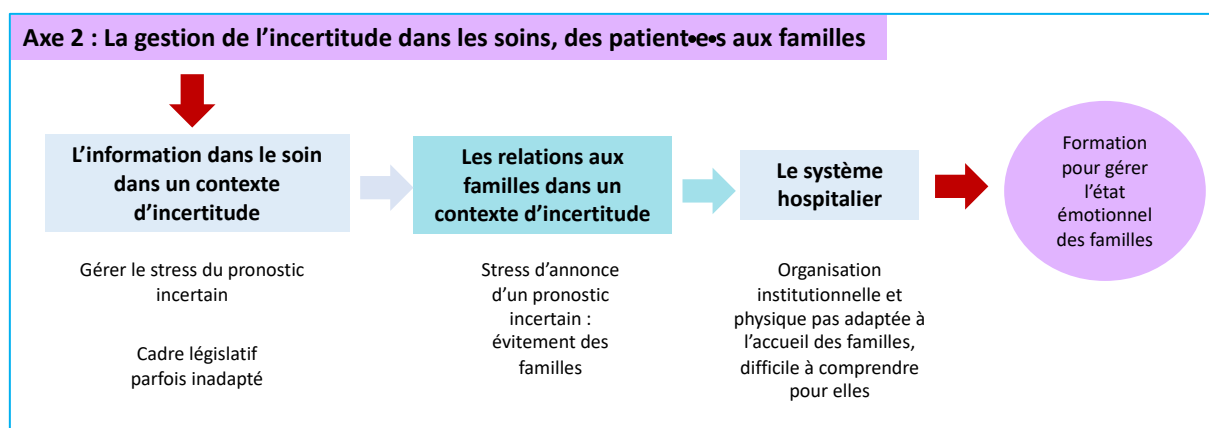 Axe 2 : La gestion de l’incertitude dans les soins, des patient•e•s aux familles
L’information dans le soin
dans un contexte
d’incertitude
Les relations aux
familles dans un
contexte d’incertitude
Le système
hospitalier
Formation
pour gérer
l’état
émotionnel
des familles
Gérer le stress du pronostic
incertain
Cadre législatif
parfois inadapté
Stress d’annonce
d’un pronostic
incertain :
évitement des
familles
Organisation
institutionnelle et
physique pas adaptée à
l’accueil des familles,
difficile à comprendre
pour elles